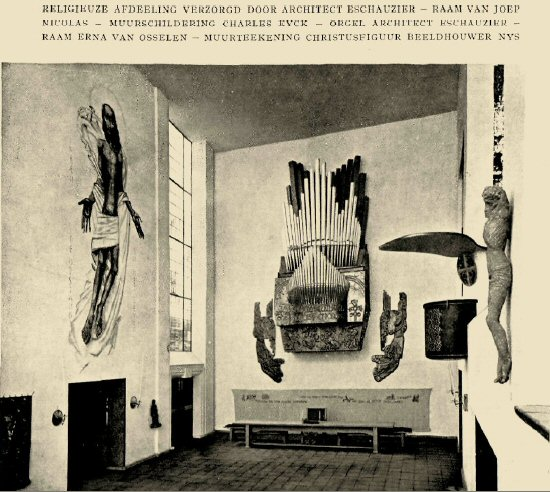 RELIGIEUZE AFDEELING VERZORGD DOOR ARCHITECT ESCHAUZIER – RAAM VAN JOEP
NICOLAS – MUURSCHILDERING CHARLES EYCK – ORGEL ARCHITECT ESCHAUZIER –
RAAM ERNA VAN OSSELEN – MUURTEEKENING CHRISTUSFIGUUR BEELDHOUWER NYS